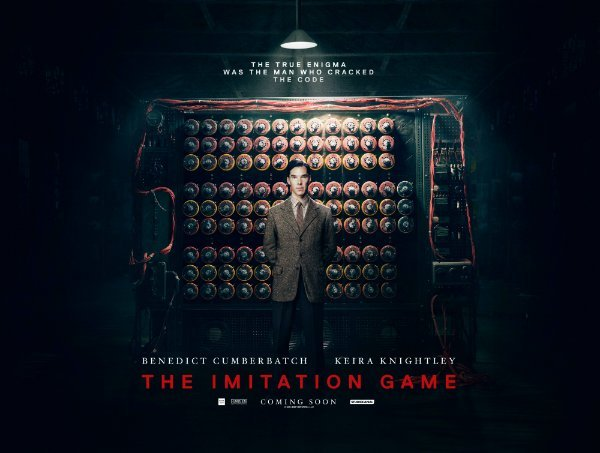 THE TRUE ENIGMA
WAS THE MAN WHO CRACKED
THE CODE
BENEDICT CUMBERBATCH KEIRA KNIGHTLEY
THE IMITATION GAME
COMING SOON